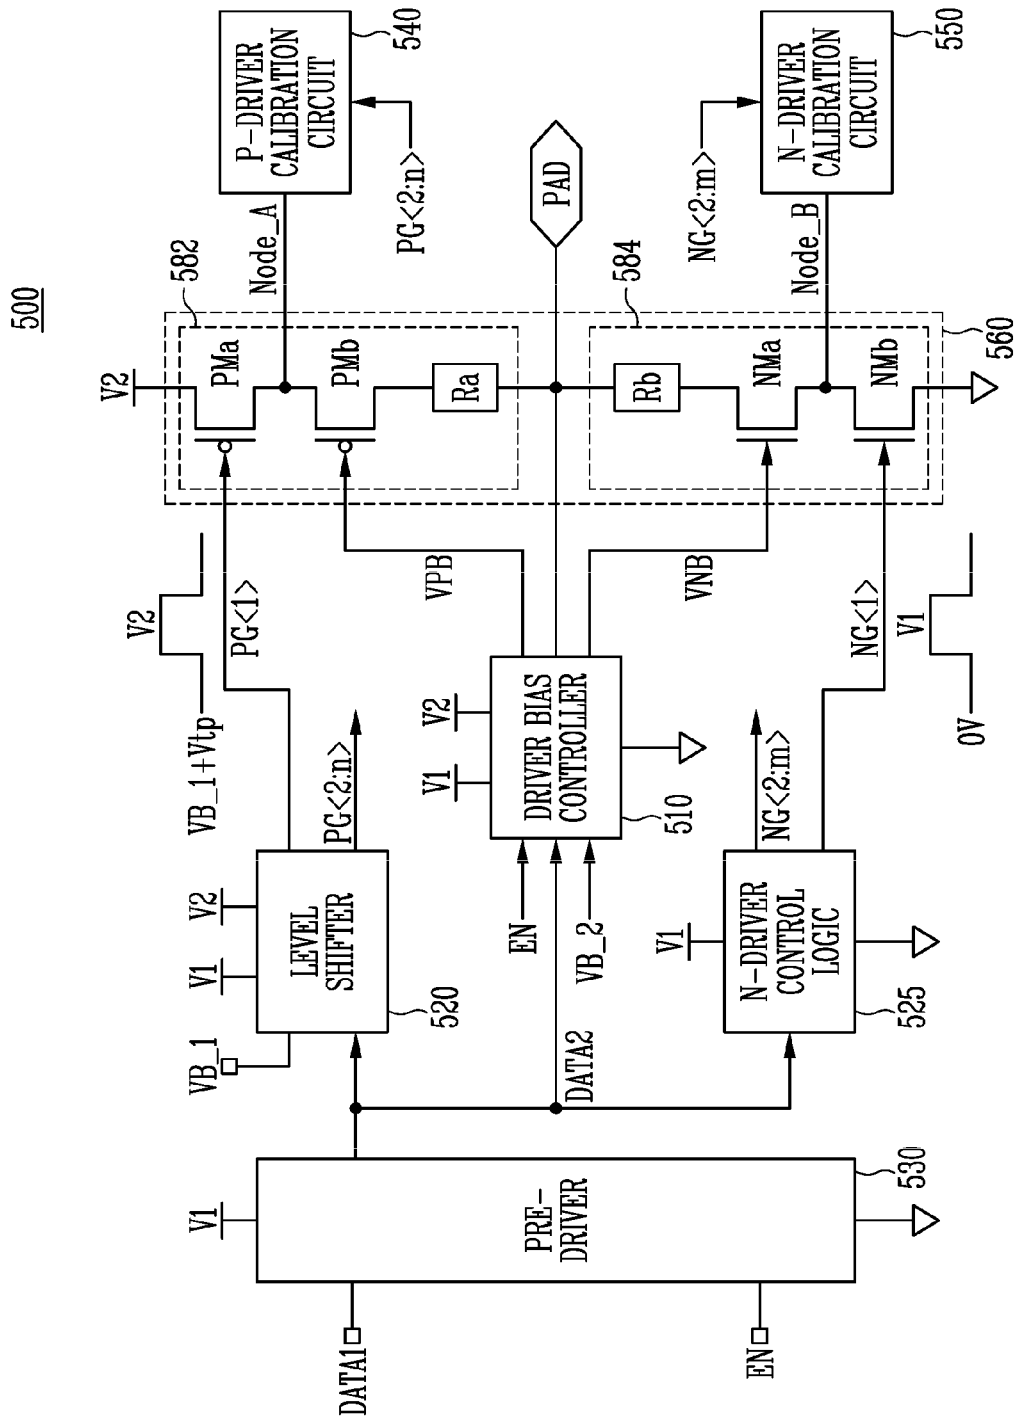 500
DATA1
EN
V1
PRE-
DRIVER
530
DATA2
VB_1
V1
V2
LEVEL
SHIFTER
520
PG<2:n>
VB_1+Vtp
V2
PG<1>
EN
VB_2
V1
V2
DRIVER BIAS
CONTROLLER
510
VPB
VNB
V1
N-DRIVER
CONTROL
LOGIC
525
NG<2:m>
NG<1>
0V
V1
V2
582
PMa
PMb
Ra
Node_A
P-DRIVER
CALIBRATION
CIRCUIT
540
PG<2:n>
PAD
584
Rb
NMa
NMb
560
Node_B
NG<2:m>
N-DRIVER
CALIBRATION
CIRCUIT
550